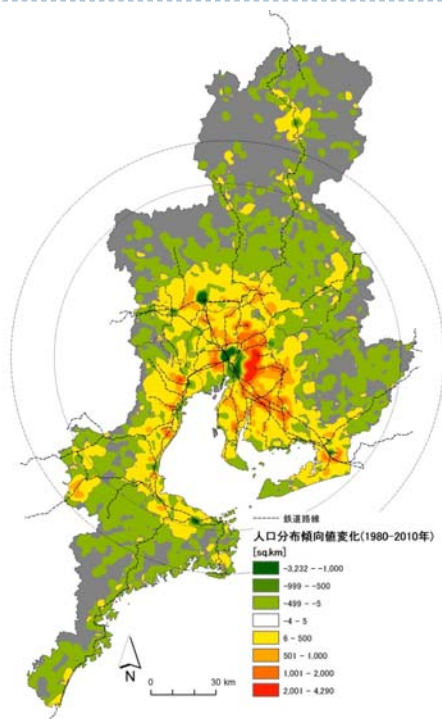 鉄道路線
人口分布傾向値変化(1980-2010年)
[sq.km]
-3,232 - -1,000
-999 - -500
-499 - -5
-4 - 5
6 - 500
501 - 1,000
1,001 - 2,000
2,001 - 4,290
N
0 30 km